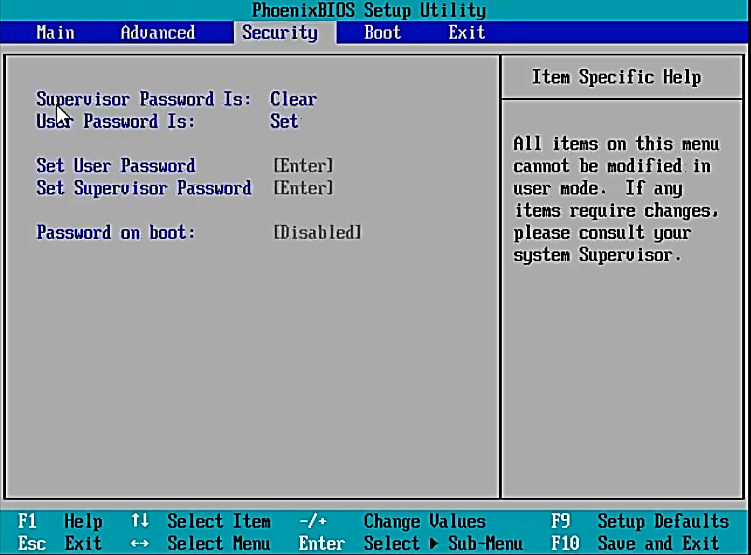 PhoenixBIOS Setup Utility
Main Advanced Security Boot Exit
Supervisor Password Is: Clear
User Password Is: Set
Set User Password [Enter]
Set Supervisor Password [Enter]
Password on boot: [Disabled]
Item Specific Help
All items on this menu
cannot be modified in
user mode. If any
items require changes,
please consult your
system Supervisor.
F1 Help ↑↓ Select Item -/+ Change Values F9 Setup Defaults
Esc Exit ↔ Select Menu Enter Select ▶ Sub-Menu F10 Save and Exit